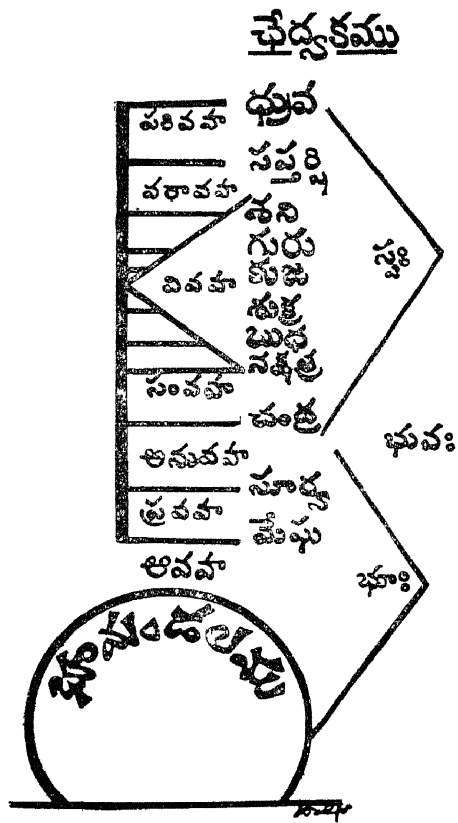 ఛేద్యకము
ధ్రువ
పరివహ
సప్తర్షి
పరావహ
శని
గురు
స్వః
కుజ
వివహ
శుక్ర
బుధ
నక్షత్ర
సంవహ
చంద్ర
భువః
అనువహ
సూర్య
ప్రవహ
మేఘ
ఆవహ
భూః
భూమండలము